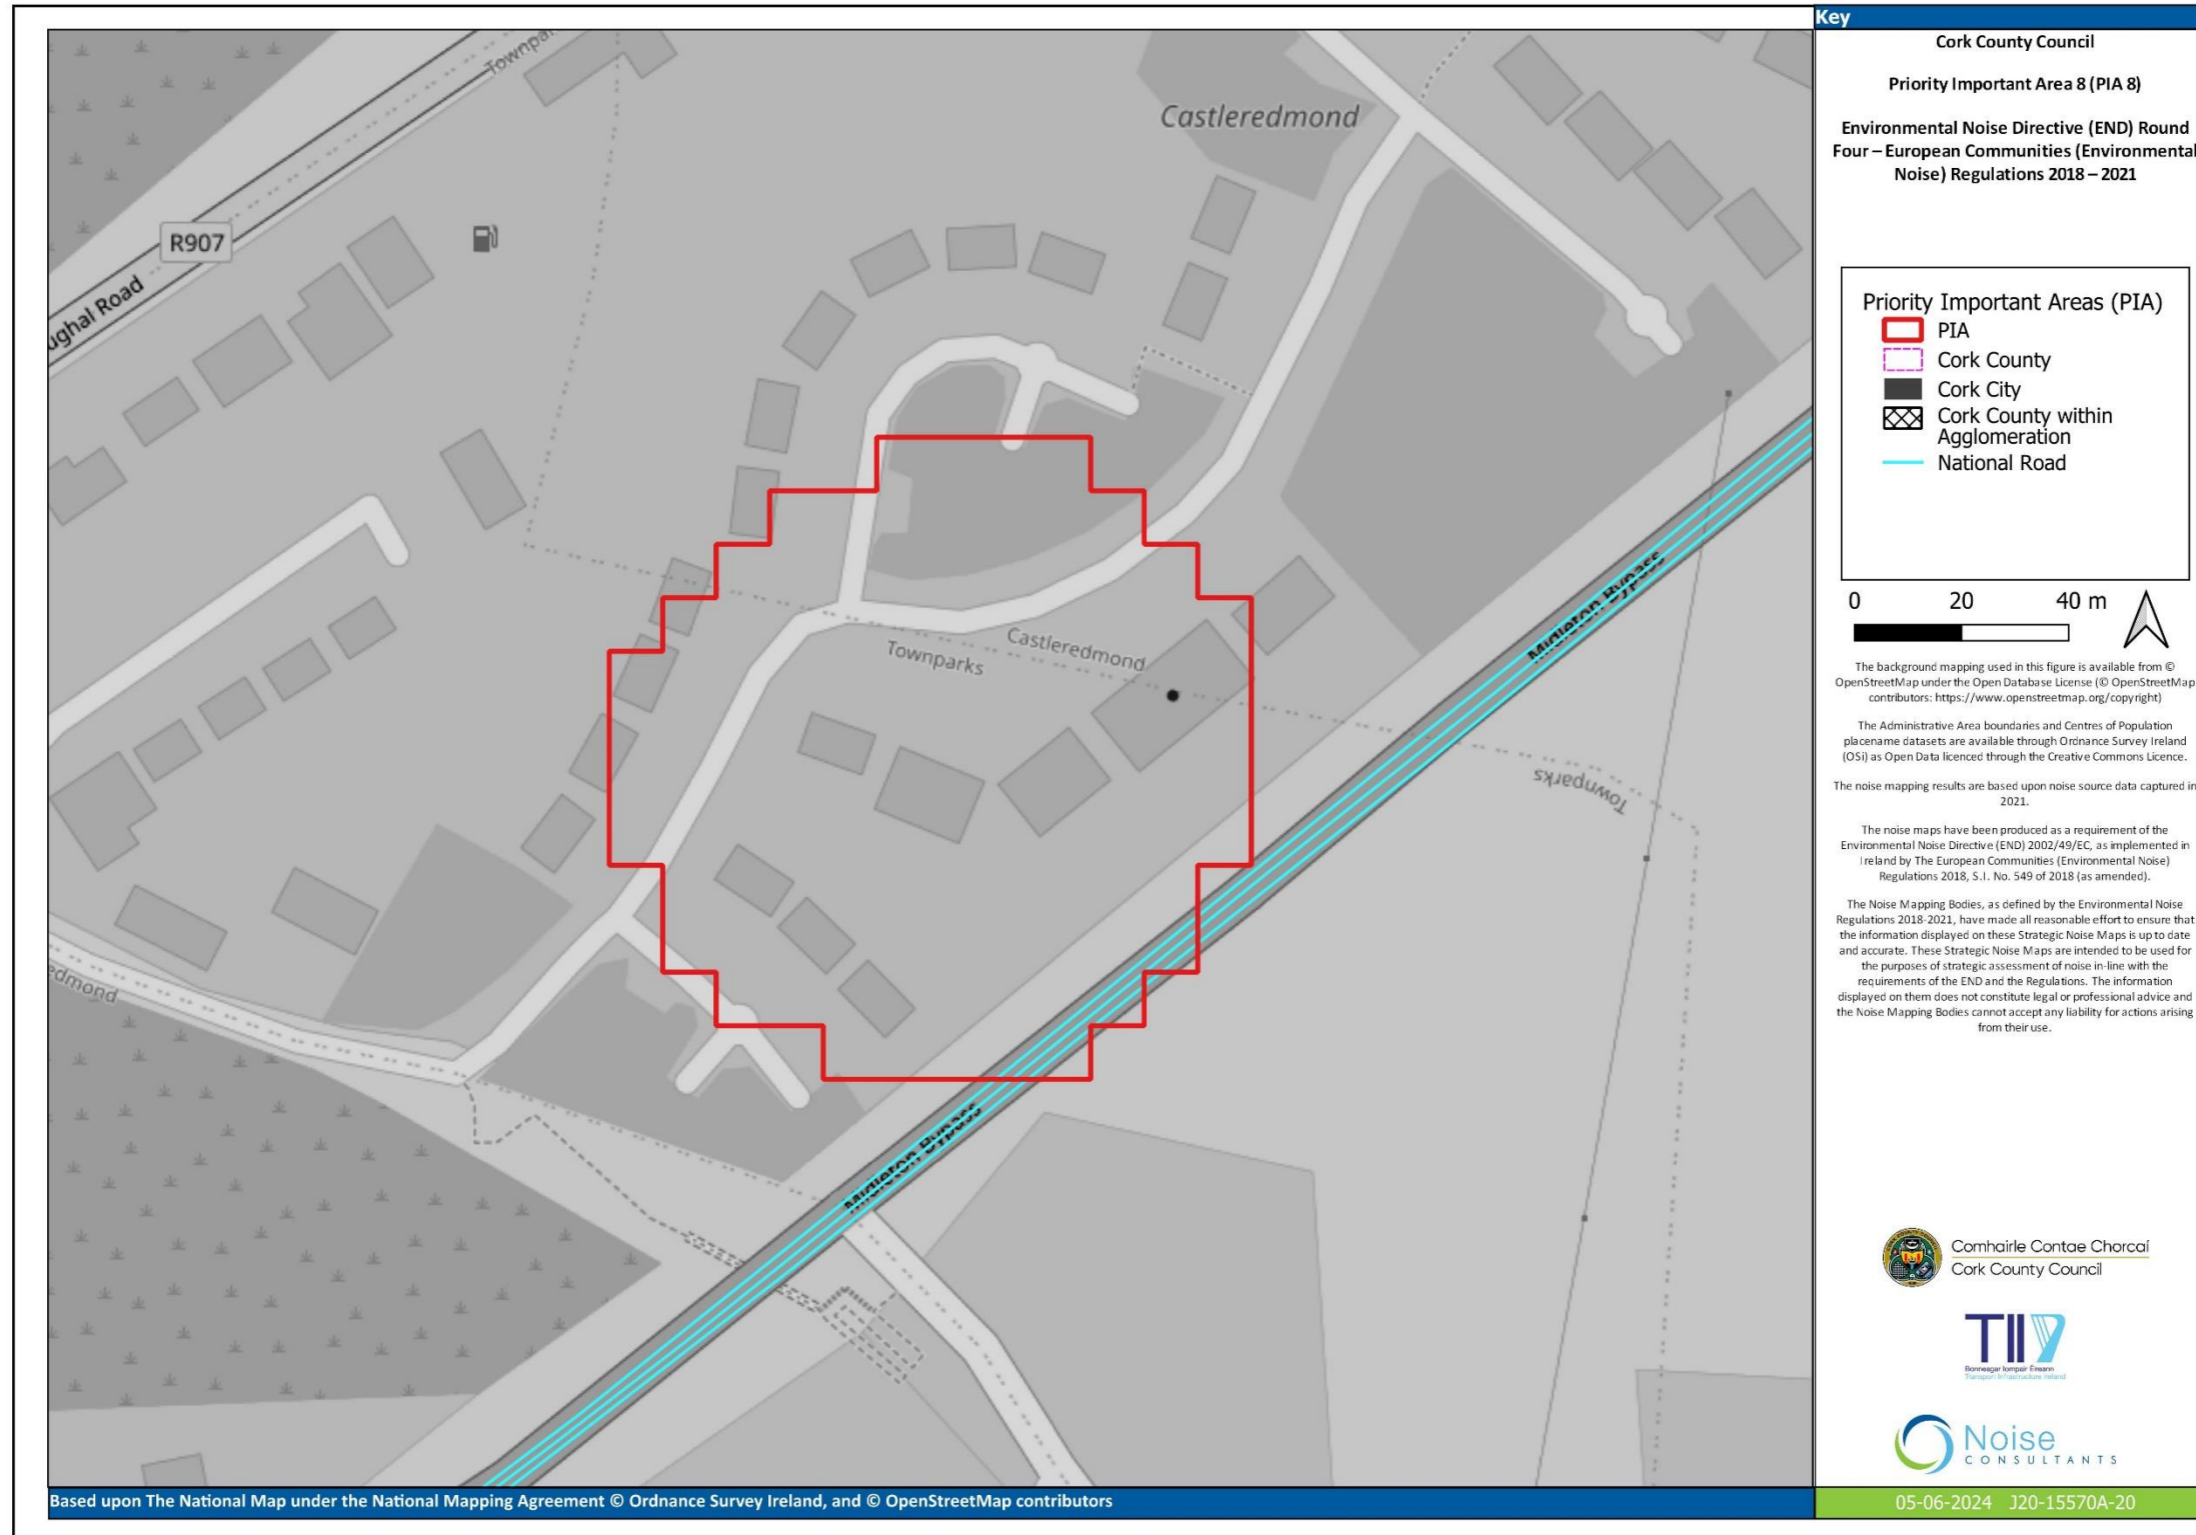 Townpar
Castleredmond
R907
ughal Road
Castleredmond
Townparks
Midleton Bypass
Townparks
edmond
Midleton Bypass
Based upon The National Map under the National Mapping Agreement © Ordnance Survey Ireland, and © OpenStreetMap contributors
Key
Cork County Council
Priority Important Area 8 (PIA 8)
Environmental Noise Directive (END) Round
Four – European Communities (Environmental
Noise) Regulations 2018 – 2021
Priority Important Areas (PIA)
PIA
Cork County
Cork City
Cork County within
Agglomeration
National Road
0 20 40 m
The background mapping used in this figure is available from ©
OpenStreetMap under the Open Database License (© OpenStreetMap
contributors: https://www.openstreetmap.org/copyright)
The Administrative Area boundaries and Centres of Population
placename datasets are available through Ordnance Survey Ireland
(OSi) as Open Data licenced through the Creative Commons Licence.
The noise mapping results are based upon noise source data captured in
2021.
The noise maps have been produced as a requirement of the
Environmental Noise Directive (END) 2002/49/EC, as implemented in
Ireland by The European Communities (Environmental Noise)
Regulations 2018, S.I. No. 549 of 2018 (as amended).
The Noise Mapping Bodies, as defined by the Environmental Noise
Regulations 2018-2021, have made all reasonable effort to ensure that
the information displayed on these Strategic Noise Maps is up to date
and accurate. These Strategic Noise Maps are intended to be used for
the purposes of strategic assessment of noise in-line with the
requirements of the END and the Regulations. The information
displayed on them does not constitute legal or professional advice and
the Noise Mapping Bodies cannot accept any liability for actions arising
from their use.
Comhairle Contae Chorcaí
Cork County Council
TII
Bonneagar Iompair Éireann
Transport Infrastructure Ireland
Noise
CONSULTANTS
05-06-2024 J20-15570A-20